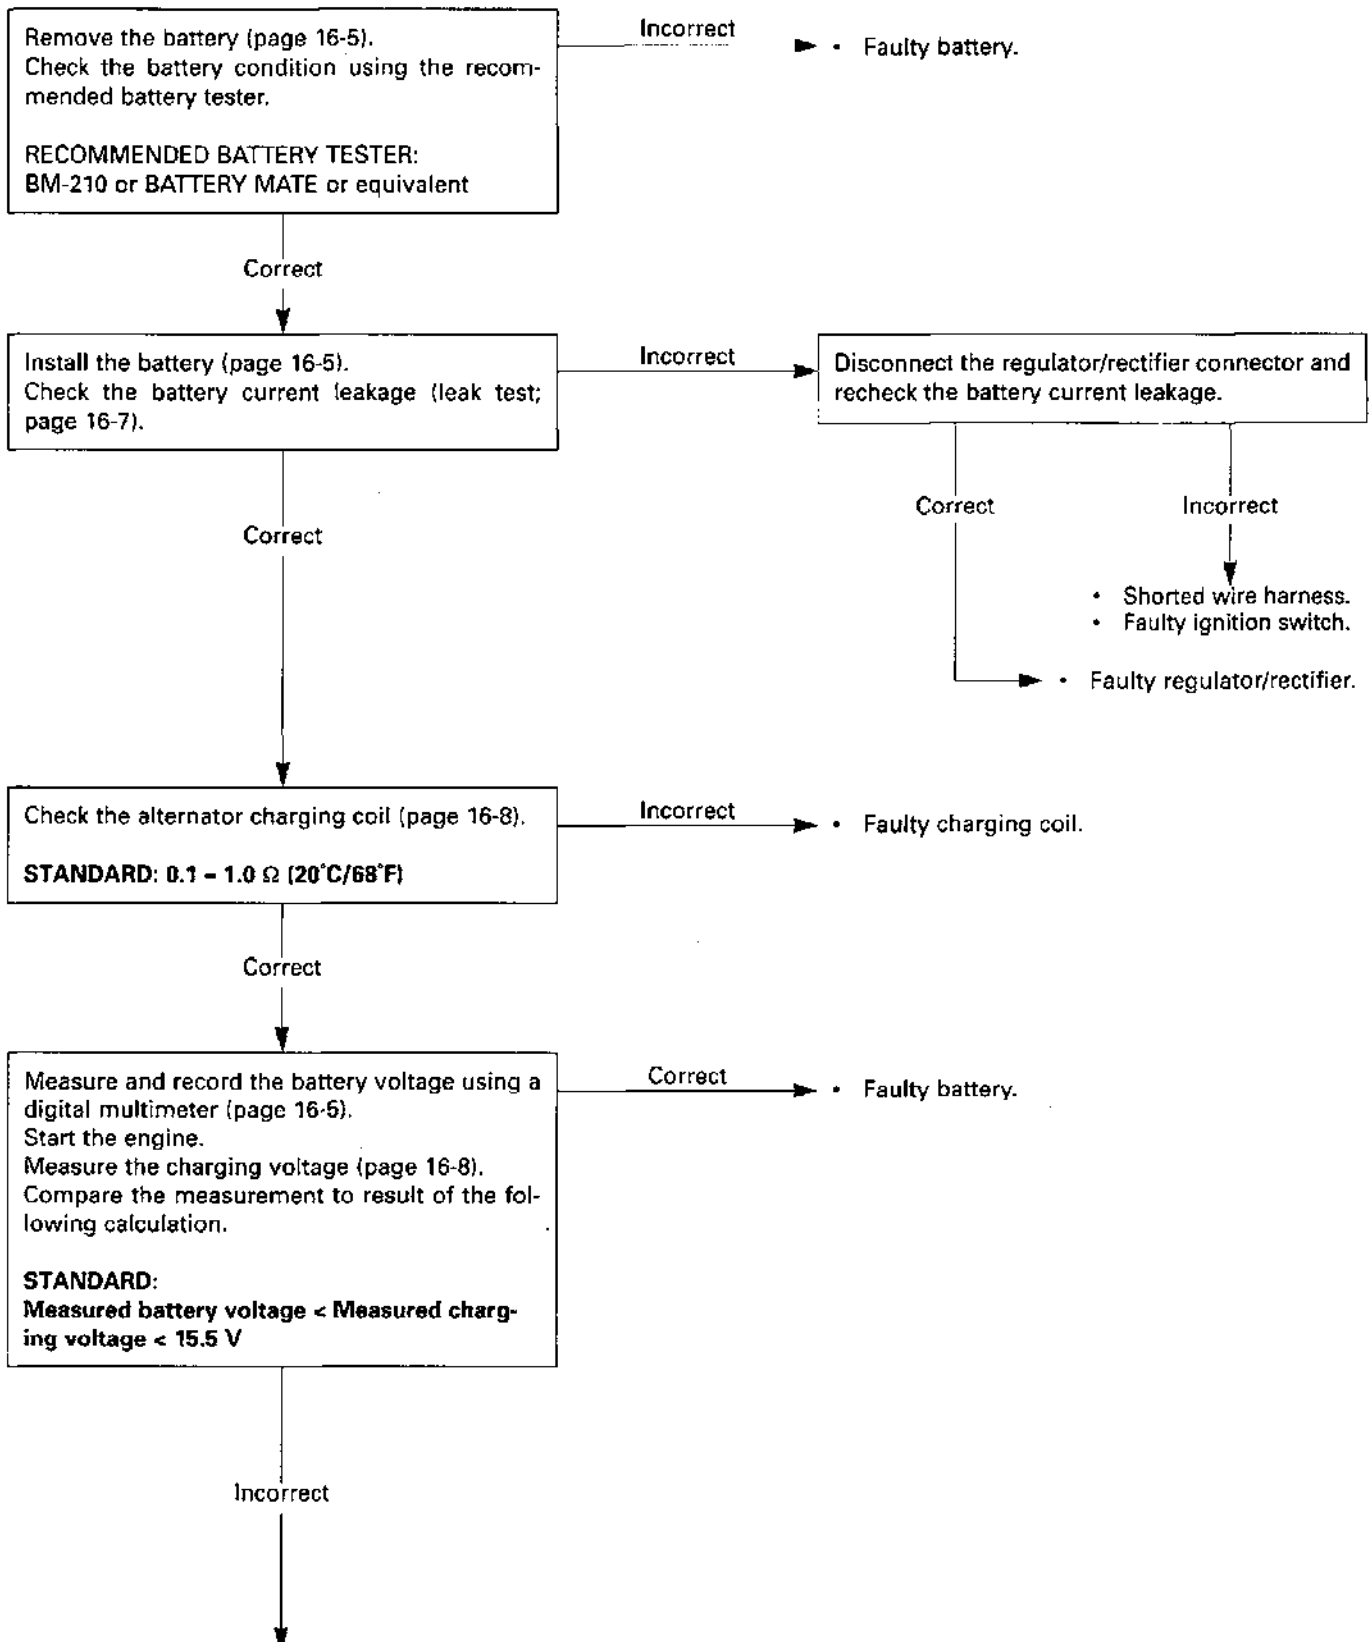 Remove the battery (page 16-5).
Check the battery condition using the recom-
mended battery tester.
RECOMMENDED BATTERY TESTER:
BM-210 or BATTERY MATE or equivalent
Incorrect
• Faulty battery.
Correct
Install the battery (page 16-5).
Check the battery current leakage (leak test;
page 16-7).
Incorrect
Disconnect the regulator/rectifier connector and
recheck the battery current leakage.
Correct
Incorrect
Correct
• Shorted wire harness.
• Faulty ignition switch.
• Faulty regulator/rectifier.
Check the alternator charging coil (page 16-8).
STANDARD: 0.1 – 1.0 Ω (20°C/68°F)
Incorrect
• Faulty charging coil.
Correct
Measure and record the battery voltage using a
digital multimeter (page 16-6).
Start the engine.
Measure the charging voltage (page 16-8).
Compare the measurement to result of the fol-
lowing calculation.
STANDARD:
Measured battery voltage < Measured charg-
ing voltage < 15.5 V
Correct
• Faulty battery.
Incorrect